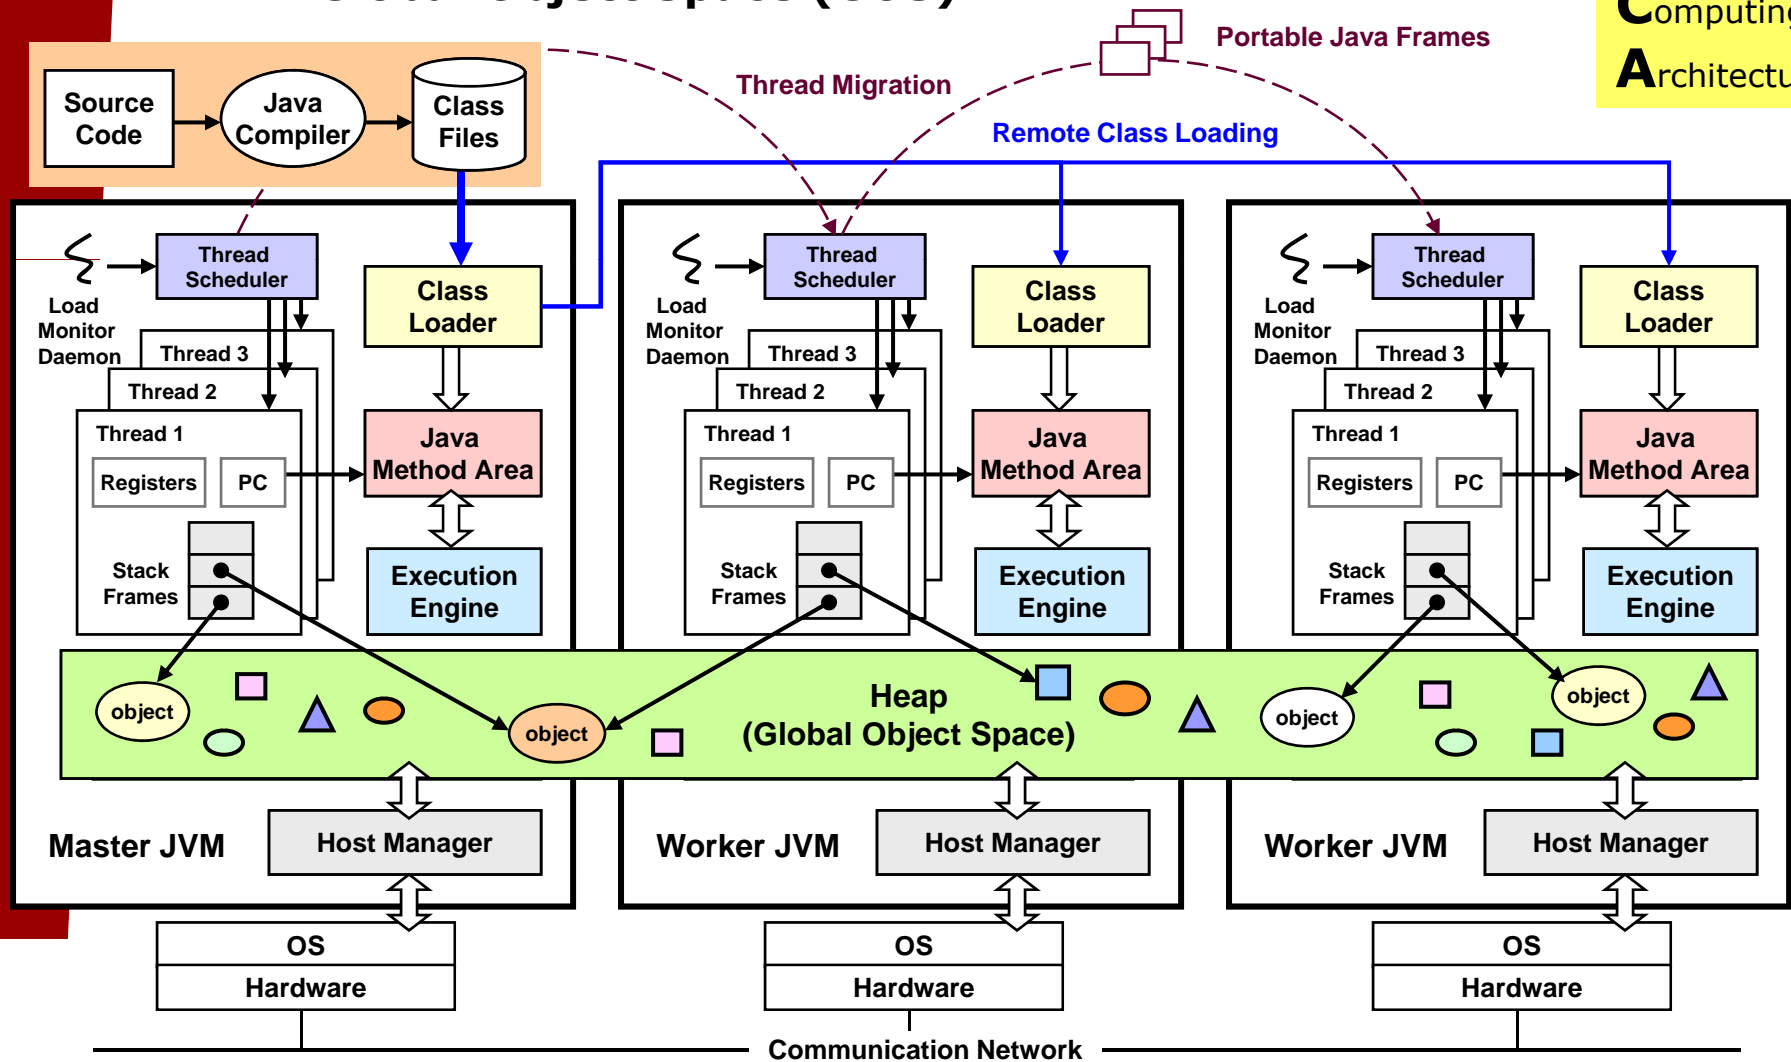 Global Object Space (GOS)
Computing
Portable Java Frames
Thread Migration
Source
Code
Java
Compiler
Class
Files
Remote Class Loading
Thread
Scheduler
Load
Monitor
Daemon
Class
Loader
Thread 3
Thread 2
Thread 1
Registers
PC
Java
Method Area
Stack
Frames
Execution
Engine
Thread
Scheduler
Load
Monitor
Daemon
Class
Loader
Thread 3
Thread 2
Thread 1
Registers
PC
Java
Method Area
Stack
Frames
Execution
Engine
Thread
Scheduler
Load
Monitor
Daemon
Class
Loader
Thread 3
Thread 2
Thread 1
Registers
PC
Java
Method Area
Stack
Frames
Execution
Engine
object
object
Heap
(Global Object Space)
object
object
Master JVM
Host Manager
Worker JVM
Host Manager
Worker JVM
Host Manager
OS
Hardware
OS
Hardware
OS
Hardware
Communication Network